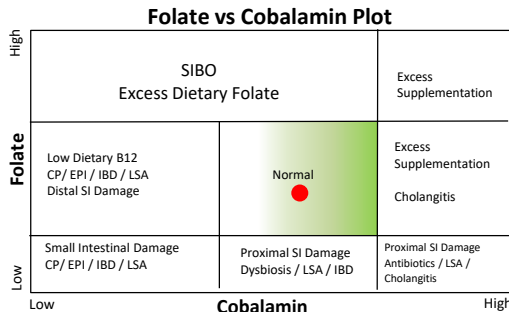 Folate vs Cobalamin Plot
High
SIBO
Excess Dietary Folate
Excess
Supplementation
Folate
Low Dietary B12
CP/ EPI / IBD / LSA
Distal SI Damage
Normal
Excess
Supplementation
Cholangitis
Small Intestinal Damage
CP/ EPI / IBD / LSA
Proximal SI Damage
Dysbiosis / LSA / IBD
Proximal SI Damage
Antibiotics / LSA /
Cholangitis
Low
Low
Cobalamin
High